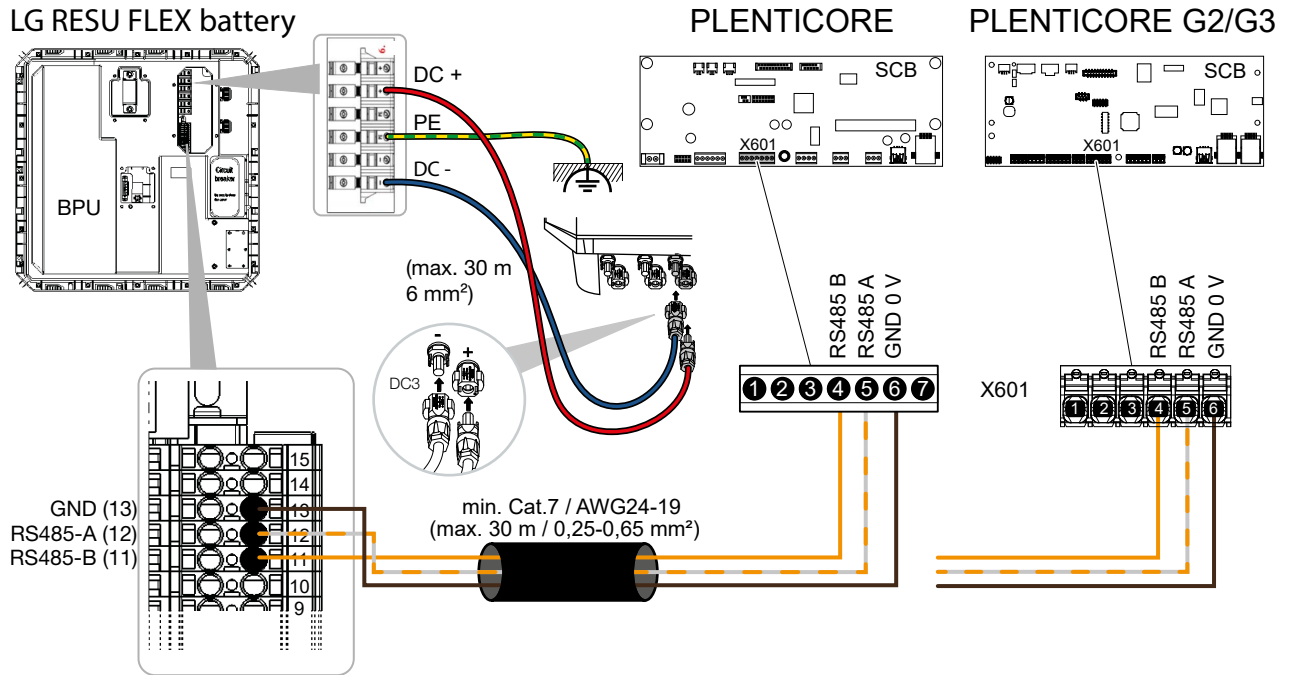 LG RESU FLEX battery
PLENTICORE
PLENTICORE G2/G3
6.
DC +
PE
DC -
SCB
X601
SCB
X601
BPU
Circuit
breaker
(max. 30 m
6 mm²)
- +
DC3
RS485 B
RS485 A
GND 0 V
1 2 3 4 5 6 7
X601
RS485 B
RS485 A
GND 0 V
1 2 3 4 5 6
15
14
GND (13) 13
RS485-A (12) 12
RS485-B (11) 11
10
9
min. Cat.7 / AWG24-19
(max. 30 m / 0,25-0,65 mm²)